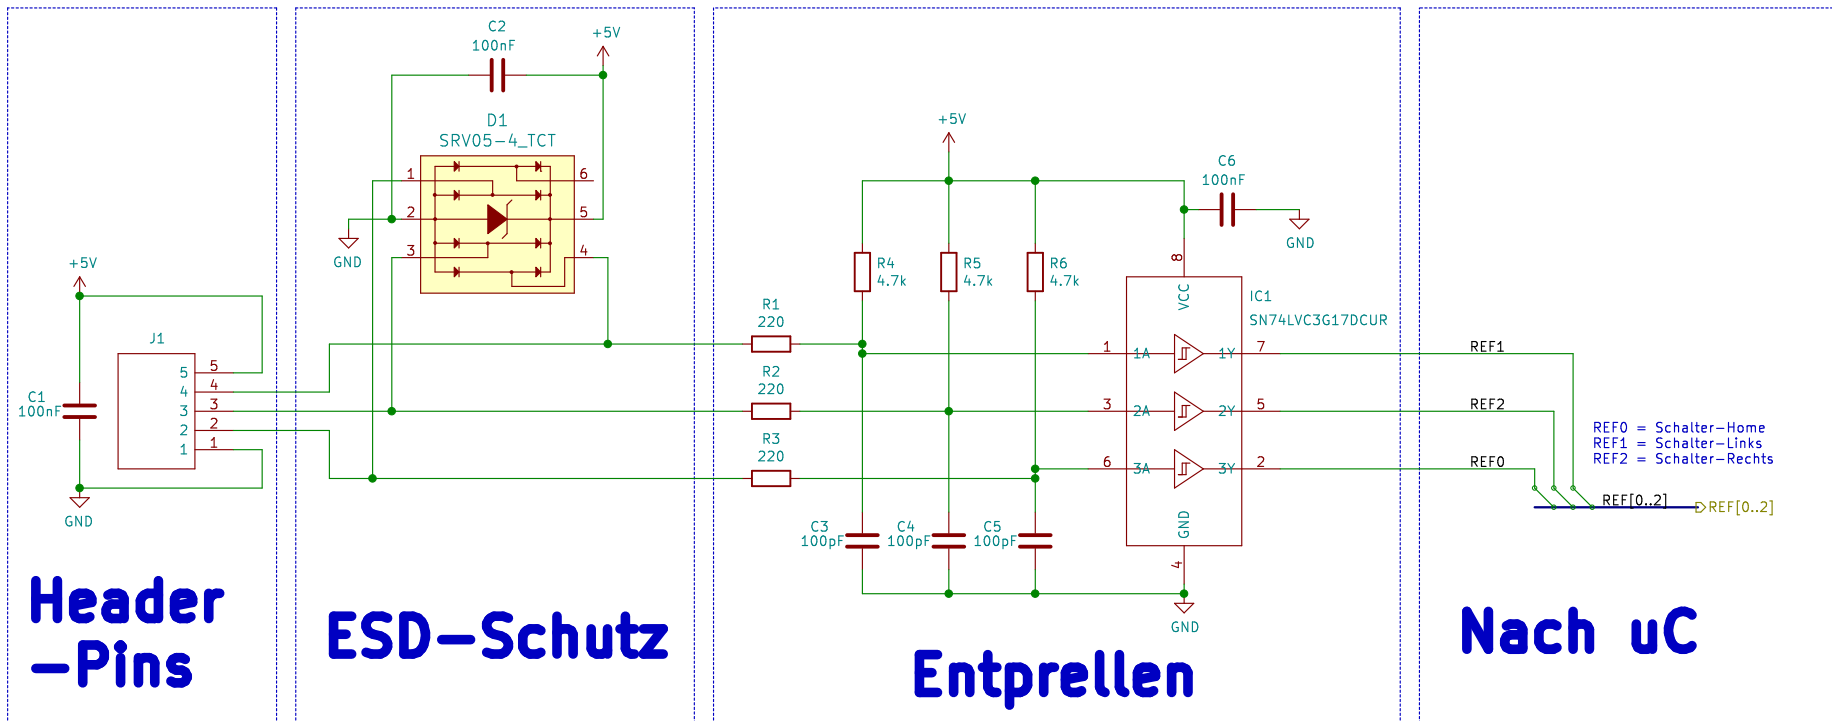 +5V
C1
100nF
J1
5
4
3
2
1
5
4
3
2
1
GND
Header
-Pins
C2
100nF
+5V
D1
SRV05-4_TCT
1
2
3
6
5
4
GND
ESD-Schutz
R1
220
R2
220
R3
220
+5V
R4
4.7k
R5
4.7k
R6
4.7k
C6
100nF
GND
8
VCC
IC1
SN74LVC3G17DCUR
1
1A
1Y
7
3
2A
2Y
5
6
3A
3Y
2
GND
4
C3
100pF
C4
100pF
C5
100pF
GND
Entprellen
REF1
REF2
REF0
REF0 = Schalter-Home
REF1 = Schalter-Links
REF2 = Schalter-Rechts
REF[0..2]
REF[0..2]
Nach uC